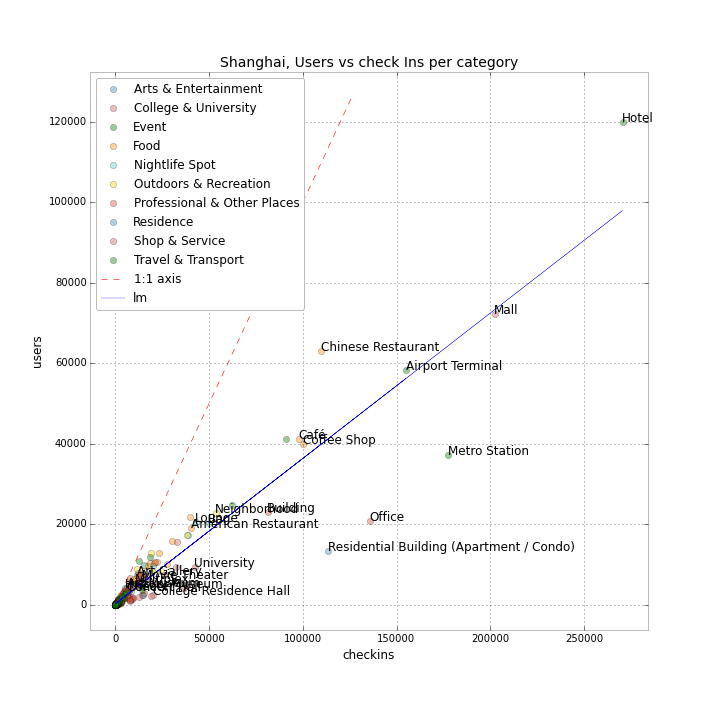 Shanghai, Users vs check Ins per category
Arts & Entertainment
College & University
Event
Food
Nightlife Spot
Outdoors & Recreation
Professional & Other Places
Residence
Shop & Service
Travel & Transport
1:1 axis
lm
users
120000
100000
80000
60000
40000
20000
0
Hotel
Mall
Chinese Restaurant
Airport Terminal
Café
Coffee Shop
Metro Station
Neighborhood
Building
Lounge
Office
American Restaurant
Residential Building (Apartment / Condo)
University
Art Gallery
Movie Theater
College Residence Hall
0
50000
100000
150000
200000
250000
checkins